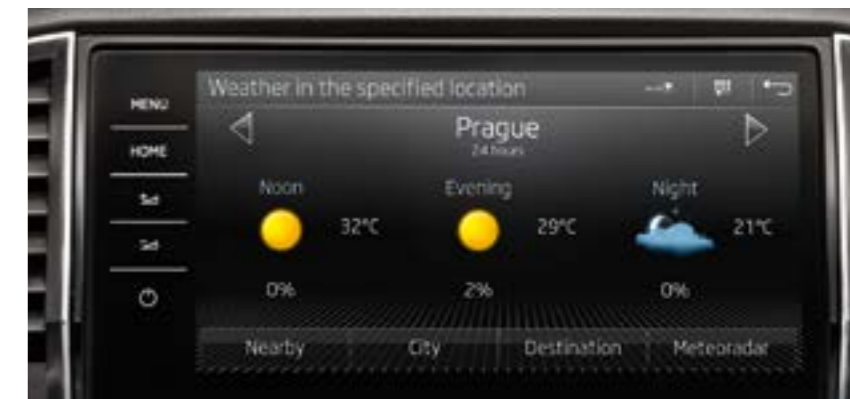 Weather in the specified location
MENU
Prague
24 hours
HOME
Noon Evening Night
32°C 29°C 21°C
0% 2% 0%
Nearby City Destination Meteoradar